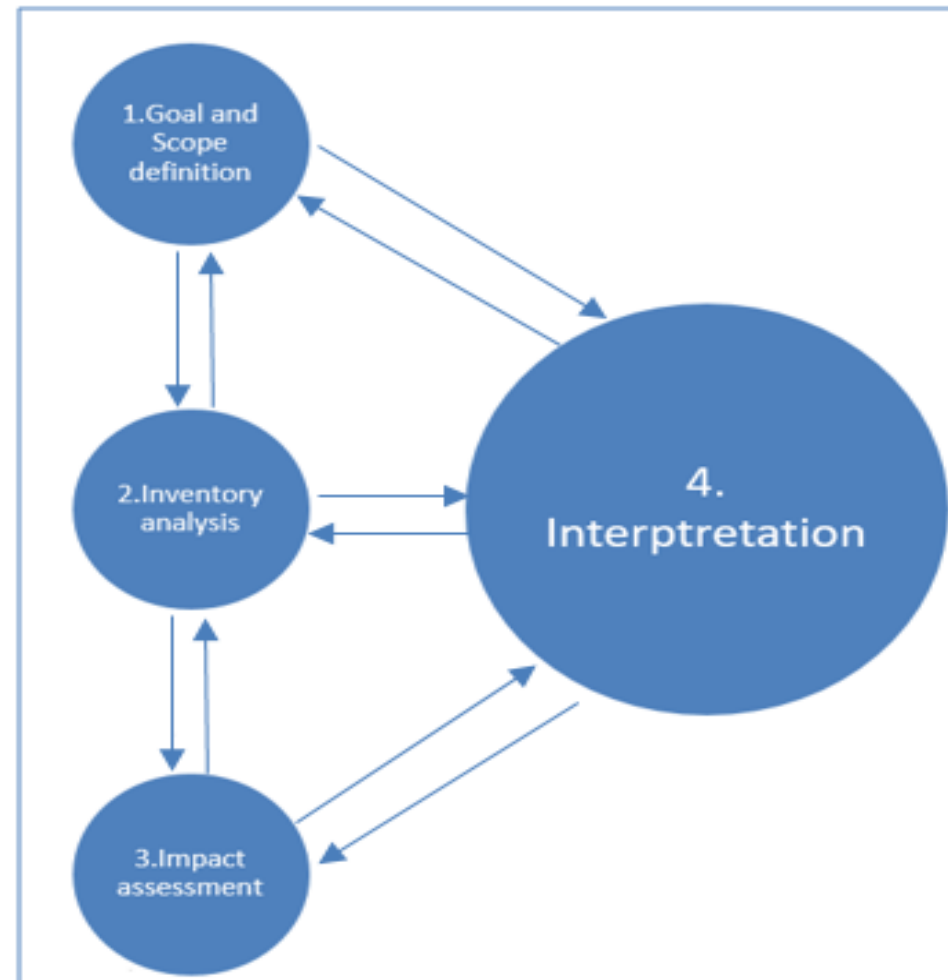 1.Goal and
Scope
definition
2.Inventory
analysis
3.Impact
assessment
4.
Interptretation